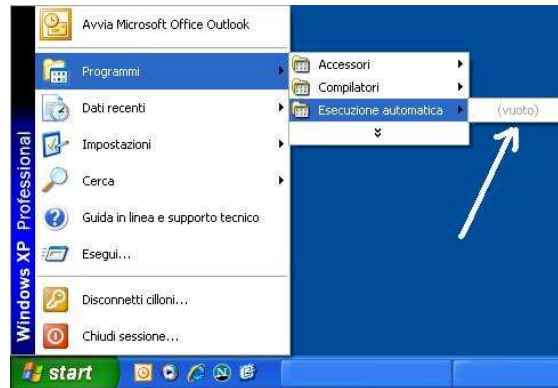 Avvia Microsoft Office Outlook
Programmi
Accessori
Compilatori
Esecuzione automatica
(vuoto)
Dati recenti
Impostazioni
Cerca
Guida in linea e supporto tecnico
Esegui...
Disconnetti cilloni...
Chiudi sessione...
Windows XP Professional
start